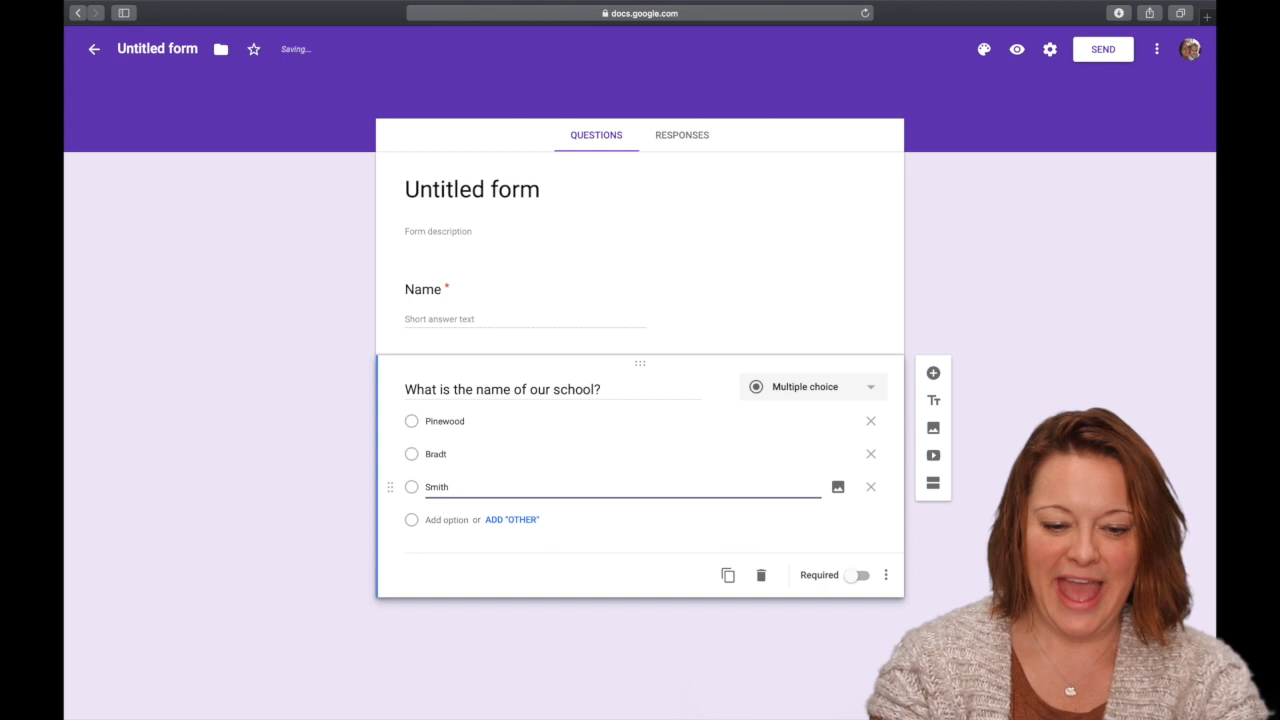 docs.google.com
Untitled form
Saving...
SEND
QUESTIONS
RESPONSES
Untitled form
Form description
Name *
Short answer text
What is the name of our school?
Multiple choice
Pinewood
Bradt
Smith
Add option or ADD "OTHER"
Required
Tт